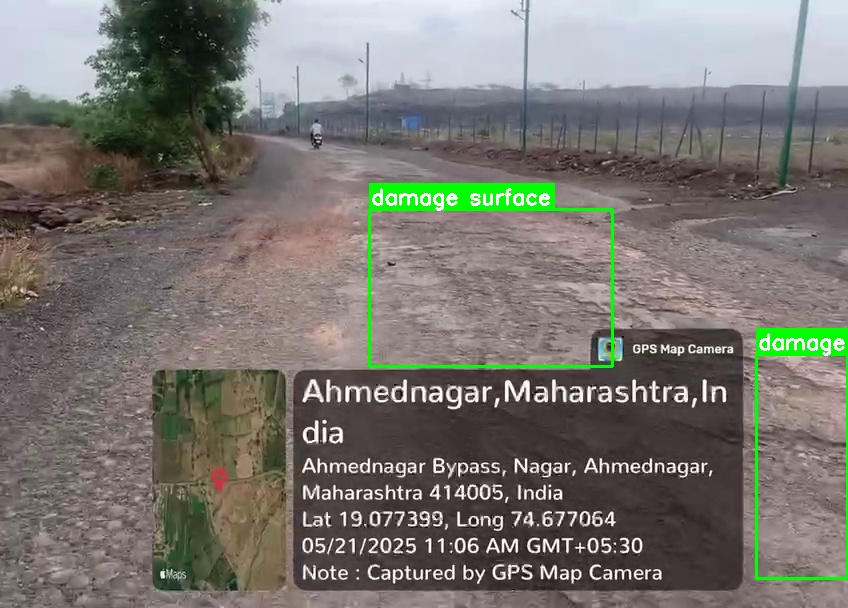 damage surface
damage
GPS Map Camera
Ahmednagar,Maharashtra,In
dia
Ahmednagar Bypass, Nagar, Ahmednagar,
Maharashtra 414005, India
Lat 19.077399, Long 74.677064
05/21/2025 11:06 AM GMT+05:30
Note : Captured by GPS Map Camera
Maps